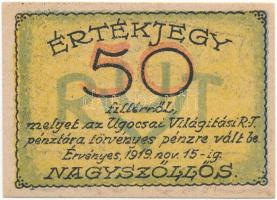 ÉRTÉKJEGY
50
fillérről,
melyet az Ugocsai Világitási R.T.
pénztára törvényes pénzre vált be.
Érvényes, 1919. nov. 15-ig.
NAGYSZŐLLŐS.